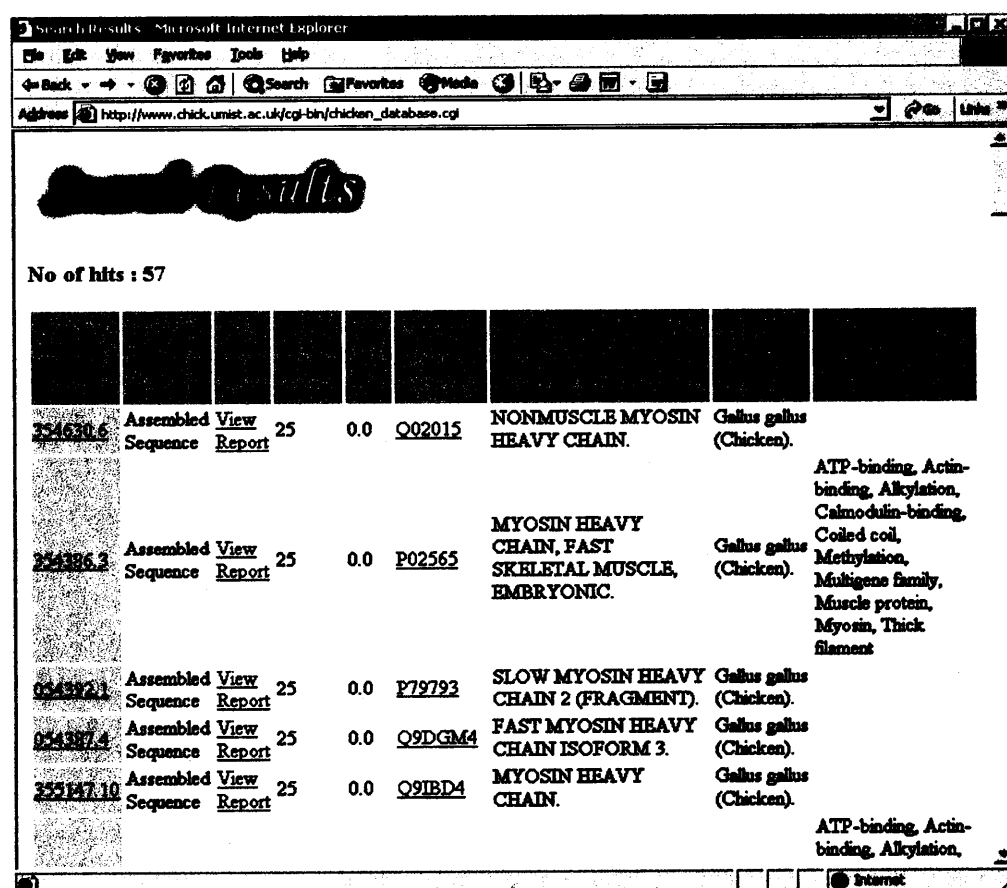 Search Results - Microsoft Internet Explorer
File Edit View Favorites Tools Help
Back Search Favorites Media
Address http://www.chick.umist.ac.uk/cgi-bin/chicken_database.cgi Go Links
Results
No of hits : 57
354630.6 Assembled Sequence View Report 25 0.0 Q02015 NONMUSCLE MYOSIN HEAVY CHAIN. Gallus gallus (Chicken).
Assembled Sequence View Report 25 0.0 P02565 MYOSIN HEAVY CHAIN, FAST SKELETAL MUSCLE, EMBRYONIC. Gallus gallus (Chicken). ATP-binding, Actin-binding, Alkylation, Calmodulin-binding, Coiled coil, Methylation, Multigene family, Muscle protein, Myosin, Thick filament
Assembled Sequence View Report 25 0.0 P79793 SLOW MYOSIN HEAVY CHAIN 2 (FRAGMENT). Gallus gallus (Chicken).
Assembled Sequence View Report 25 0.0 Q9DGM4 FAST MYOSIN HEAVY CHAIN ISOFORM 3. Gallus gallus (Chicken).
355147.10 Assembled Sequence View Report 25 0.0 Q9IBD4 MYOSIN HEAVY CHAIN. Gallus gallus (Chicken).
ATP-binding, Actin-binding, Alkylation,
Internet